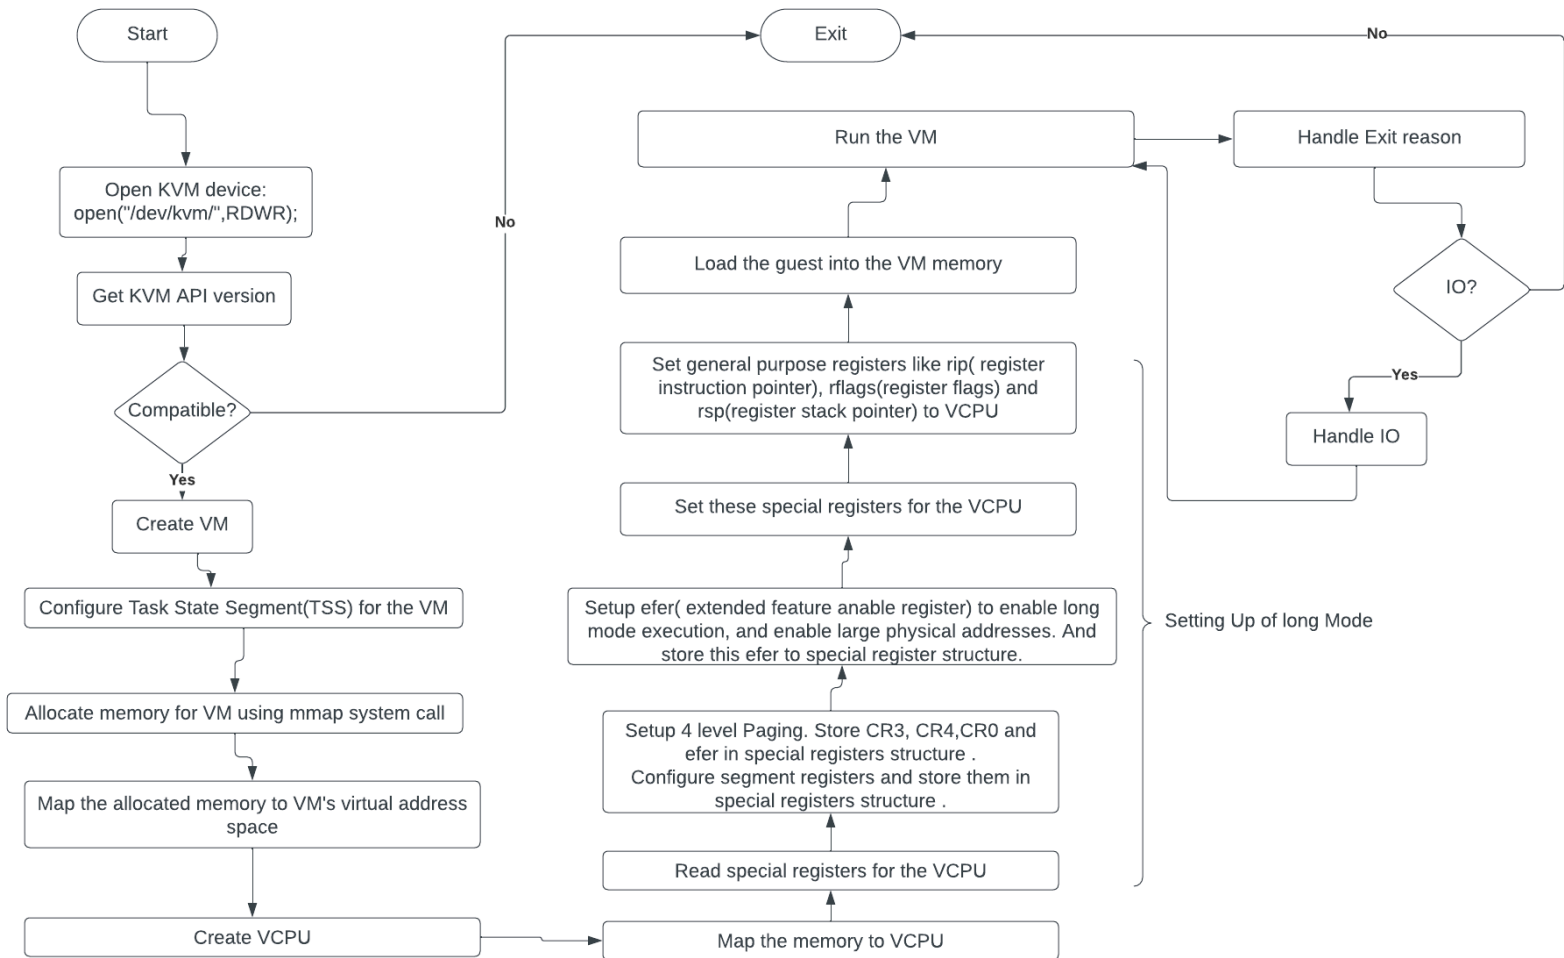 Start
Open KVM device:
open("/dev/kvm/",RDWR);
Get KVM API version
Compatible?
No
Yes
Create VM
Configure Task State Segment(TSS) for the VM
Allocate memory for VM using mmap system call
Map the allocated memory to VM's virtual address
space
Create VCPU
Map the memory to VCPU
Read special registers for the VCPU
Setup 4 level Paging. Store CR3, CR4,CR0 and
efer in special registers structure .
Configure segment registers and store them in
special registers structure .
Setup efer( extended feature anable register) to enable long
mode execution, and enable large physical addresses. And
store this efer to special register structure.
Set these special registers for the VCPU
Set general purpose registers like rip( register
instruction pointer), rflags(register flags) and
rsp(register stack pointer) to VCPU
Setting Up of long Mode
Load the guest into the VM memory
Run the VM
Handle Exit reason
IO?
Yes
Handle IO
No
Exit